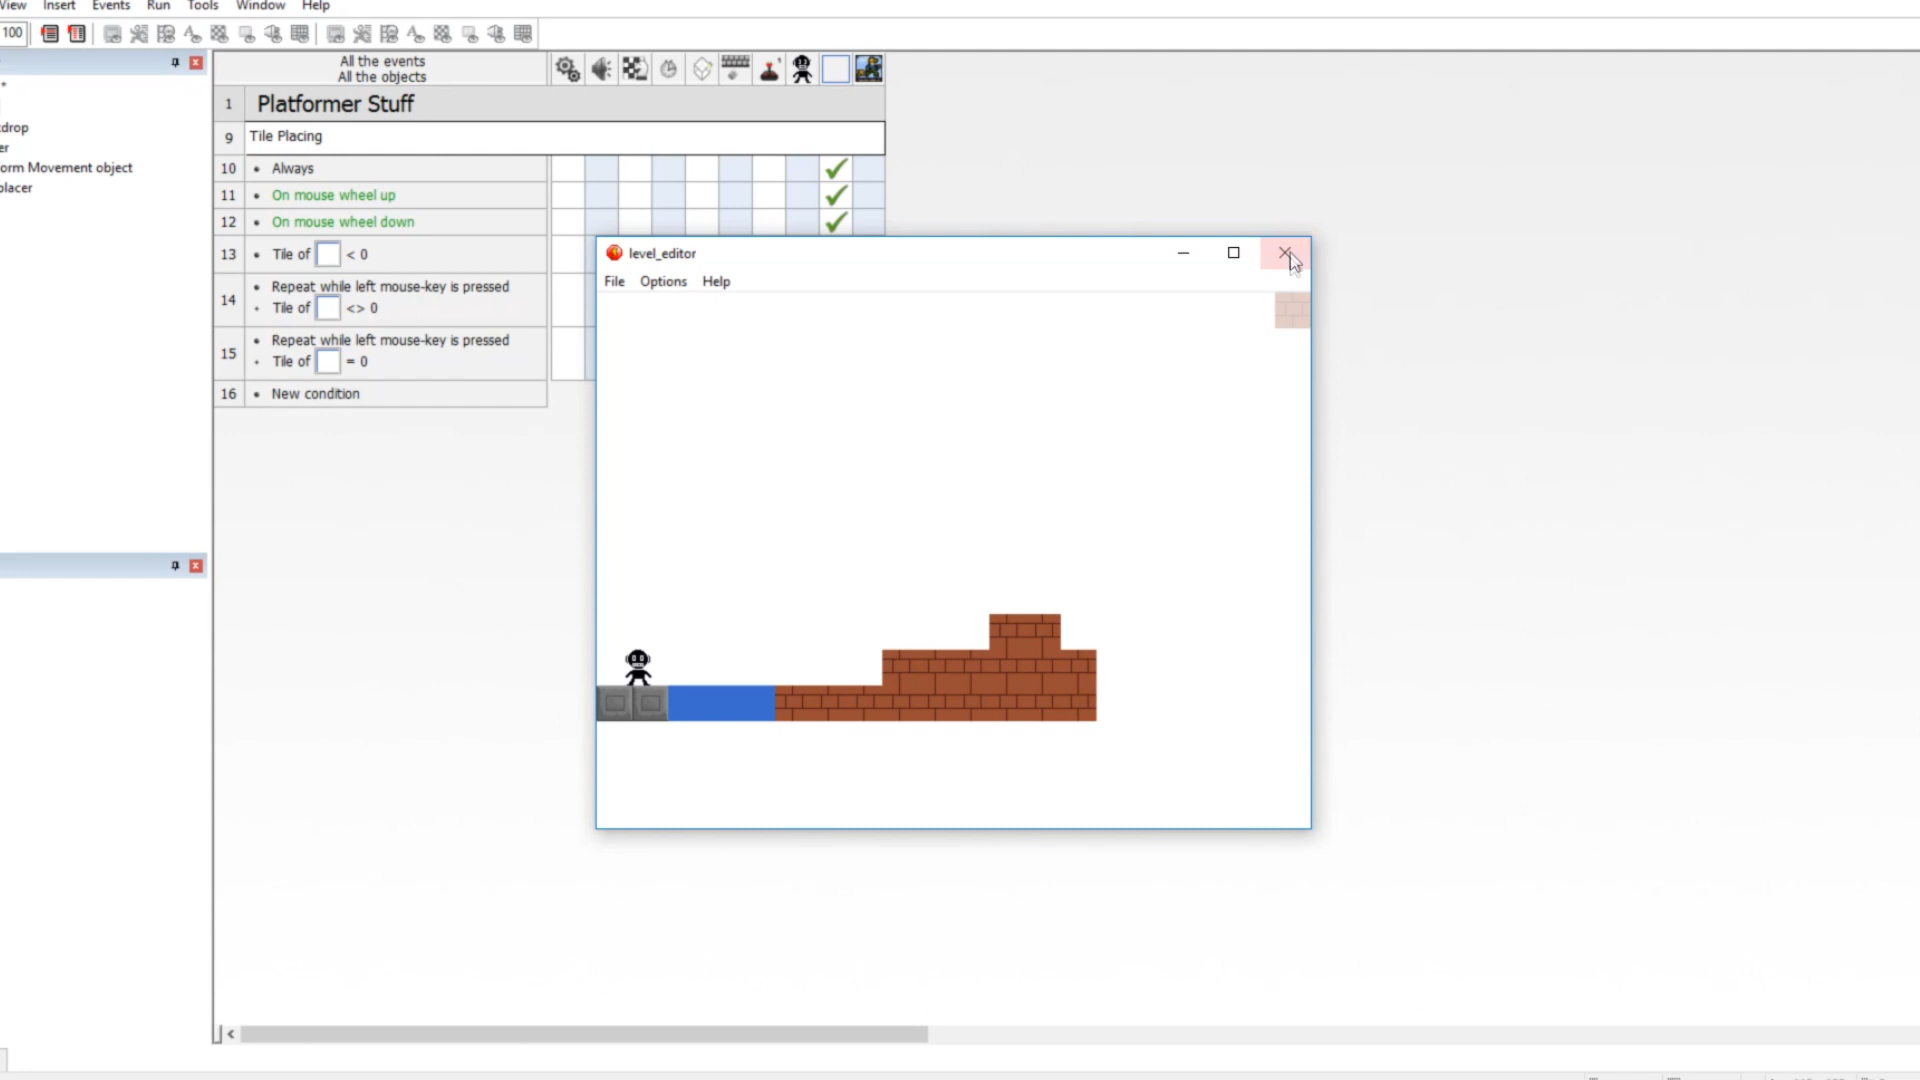 View Insert Events Run Tools Window Help
100
All the events
All the objects
1 Platformer Stuff
9 Tile Placing
10 • Always
11 • On mouse wheel up
12 • On mouse wheel down
13 • Tile of < 0
14 • Repeat while left mouse-key is pressed
• Tile of <> 0
15 • Repeat while left mouse-key is pressed
• Tile of = 0
16 • New condition
*
drop
er
orm Movement object
placer
level_editor
File Options Help